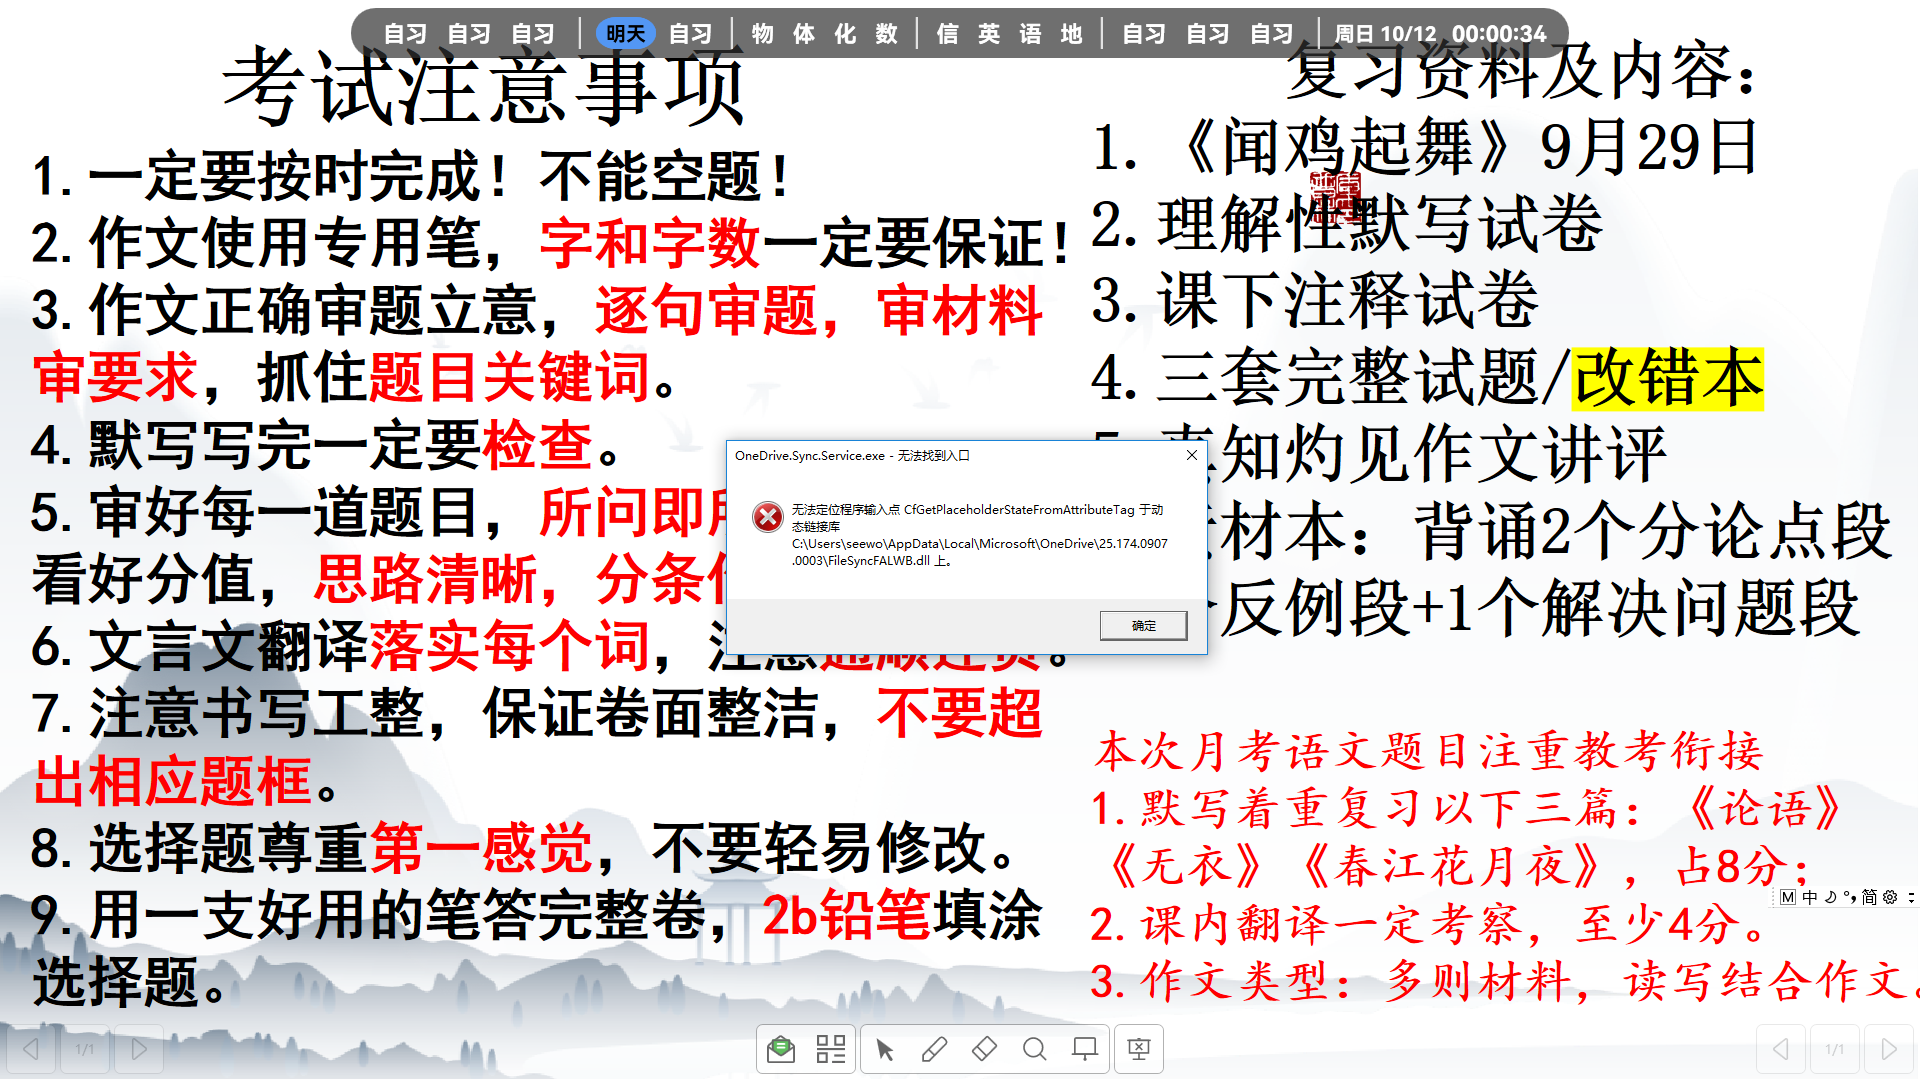 自习 自习 自习 | 明天 自习 | 物 体 化 数 | 信 英 语 地 | 自习 自习 自习 | 周日 10/12 00:00:34
考试注意事项
1.一定要按时完成！不能空题！
2.作文使用专用笔，字和字数一定要保证！
3.作文正确审题立意，逐句审题，审材料
审要求，抓住题目关键词。
4.默写写完一定要检查。
5.审好每一道题目，所问即
看好分值，思路清晰，分条
6.文言文翻译落实每个词，
7.注意书写工整，保证卷面整洁，不要超
出相应题框。
8.选择题尊重第一感觉，不要轻易修改。
9.用一支好用的笔答完整卷，2b铅笔填涂
选择题。
复习资料及内容：
1.《闻鸡起舞》9月29日
2.理解性默写试卷
3.课下注释试卷
4.三套完整试题/改错本
知灼见作文讲评
材本：背诵2个分论点段
反例段+1个解决问题段
本次月考语文题目注重教考衔接
1.默写着重复习以下三篇：《论语》
《无衣》《春江花月夜》，占8分；
2.课内翻译一定考察，至少4分。
3.作文类型：多则材料，读写结合作文。
OneDrive.Sync.Service.exe - 无法找到入口
无法定位程序输入点 CfGetPlaceholderStateFromAttributeTag 于动
态链接库
C:\Users\seewo\AppData\Local\Microsoft\OneDrive\25.174.0907
.0003\FileSyncFALWB.dll 上。
确定
M 中 简
1/1
1/1